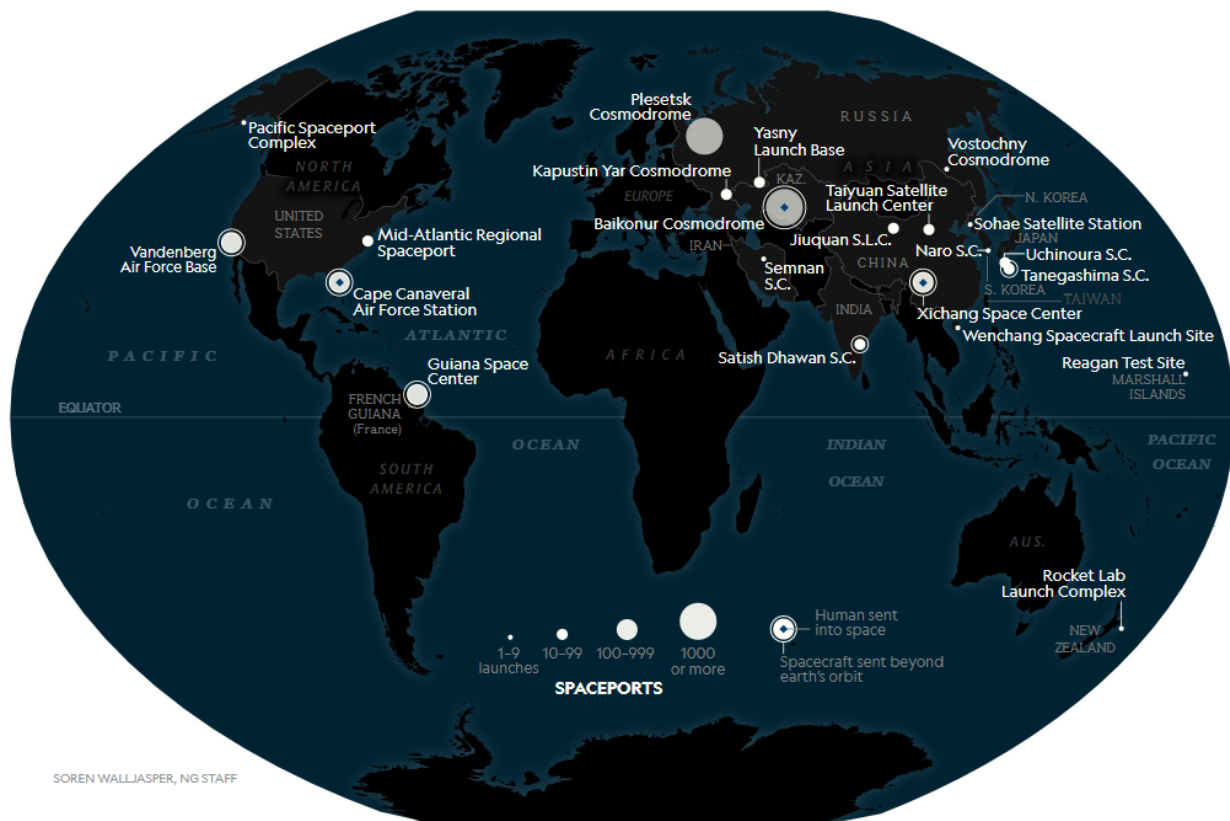 Plesetsk
Cosmodrome
RUSSIA
Pacific Spaceport
Complex
Yasny
Launch Base
Vostochny
Cosmodrome
NORTH
AMERICA
ASIA
Kapustin Yar Cosmodrome
KAZ.
EUROPE
Taiyuan Satellite
Launch Center
N. KOREA
UNITED
STATES
Baikonur Cosmodrome
Sohae Satellite Station
Vandenberg
Air Force Base
Mid-Atlantic Regional
Spaceport
IRAN
Jiuquan S.L.C.
JAPAN
Naro S.C.
Uchinoura S.C.
Semnan
S.C.
CHINA
Tanegashima S.C.
S. KOREA
Cape Canaveral
Air Force Station
TAIWAN
INDIA
Xichang Space Center
ATLANTIC
Wenchang Spacecraft Launch Site
PACIFIC
AFRICA
Satish Dhawan S.C.
Guiana Space
Center
Reagan Test Site
MARSHALL
ISLANDS
EQUATOR
FRENCH
GUIANA
(France)
OCEAN
INDIAN
OCEAN
PACIFIC
OCEAN
SOUTH
AMERICA
OCEAN
AUS.
Rocket Lab
Launch Complex
NEW
ZEALAND
Human sent
into space
1–9
launches
10–99
100–999
1000
or more
Spacecraft sent beyond
earth's orbit
SPACEPORTS
SOREN WALLJASPER, NG STAFF